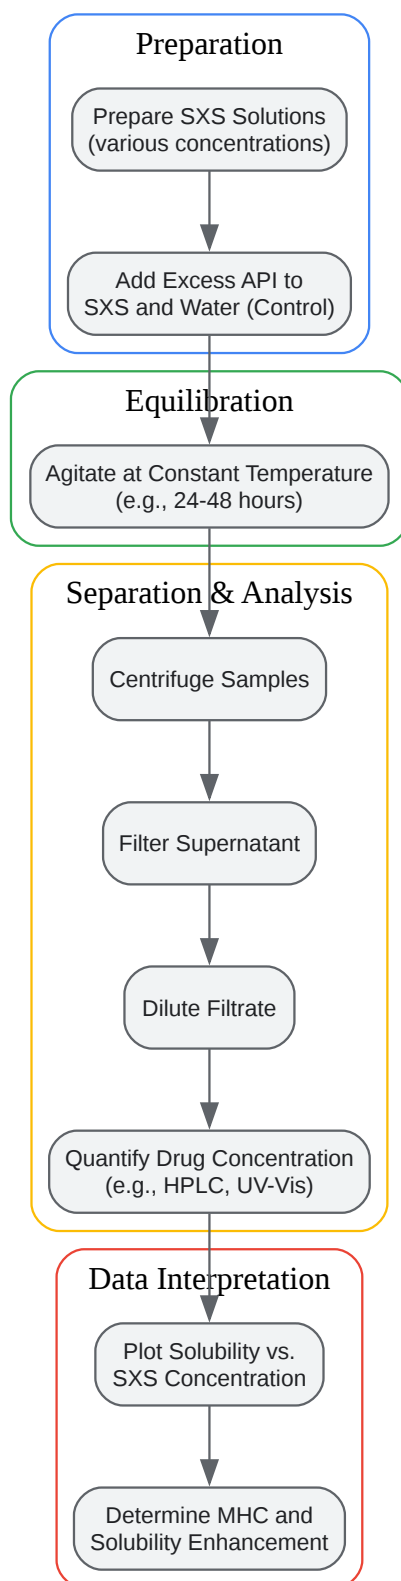 Preparation
Prepare SXS Solutions
(various concentrations)
Add Excess API to
SXS and Water (Control)
Equilibration
Agitate at Constant Temperature
(e.g., 24-48 hours)
Separation & Analysis
Centrifuge Samples
Filter Supernatant
Dilute Filtrate
Quantify Drug Concentration
(e.g., HPLC, UV-Vis)
Data Interpretation
Plot Solubility vs.
SXS Concentration
Determine MHC and
Solubility Enhancement